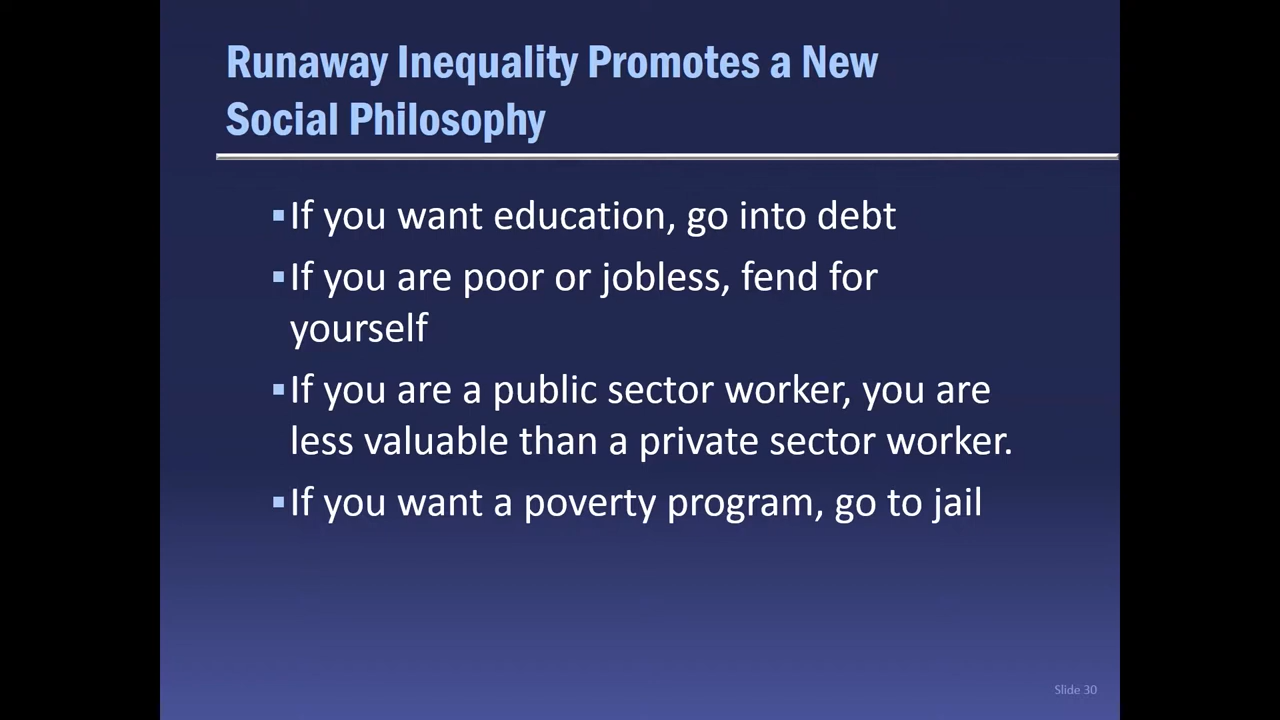 Runaway Inequality Promotes a New
Social Philosophy
▪If you want education, go into debt
▪If you are poor or jobless, fend for
yourself
▪If you are a public sector worker, you are
less valuable than a private sector worker.
▪If you want a poverty program, go to jail
Slide 30